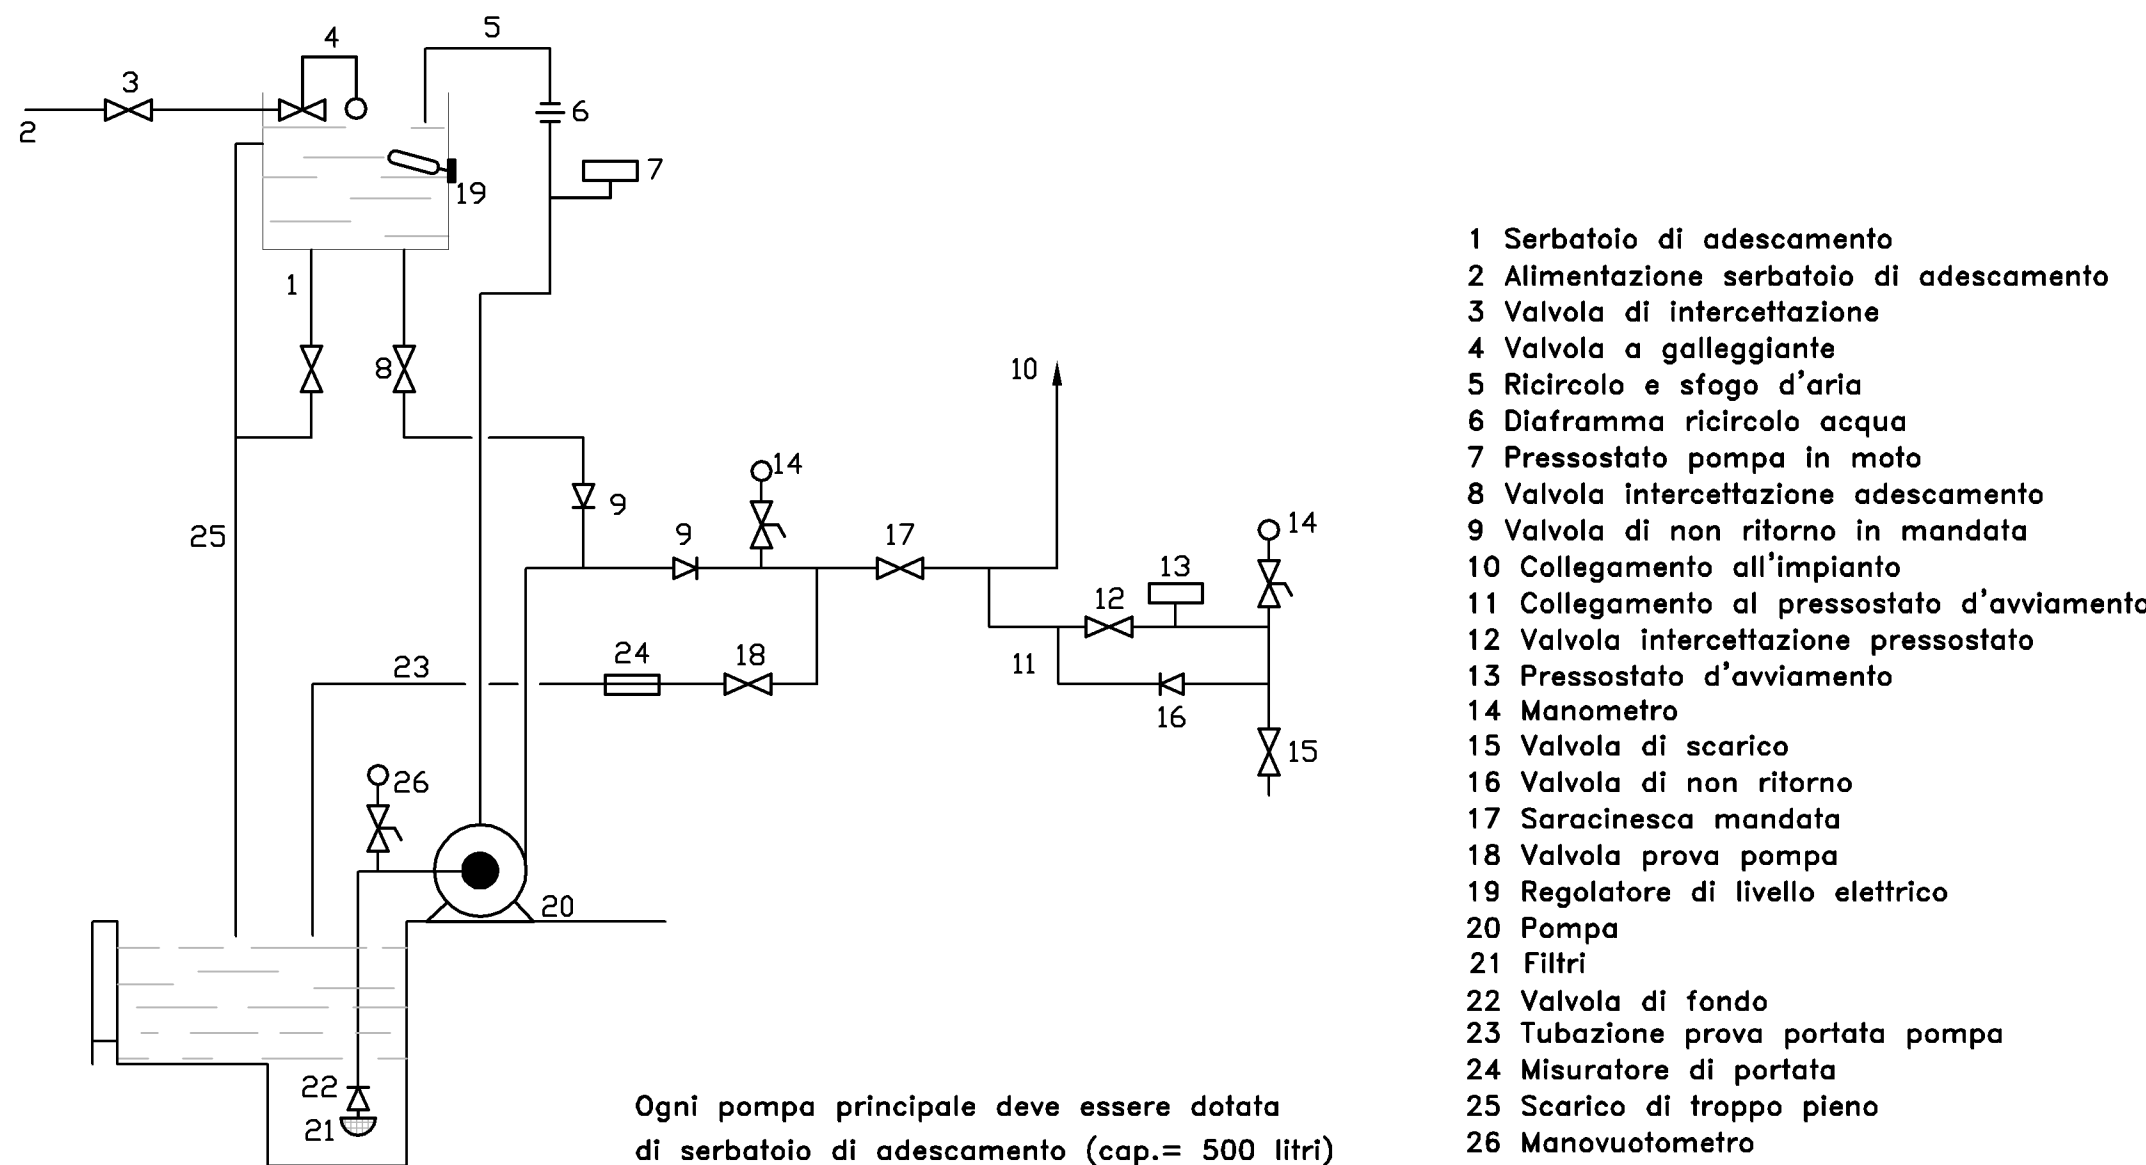 5
4
3
6
2
7
19
1
8
10
14
9
25
9
17
14
13
12
24
18
23
11
16
15
26
20
22
21
Ogni pompa principale deve essere dotata
di serbatoio di adescamento (cap.= 500 litri)
1 Serbatoio di adescamento
2 Alimentazione serbatoio di adescamento
3 Valvola di intercettazione
4 Valvola a galleggiante
5 Ricircolo e sfogo d'aria
6 Diaframma ricircolo acqua
7 Pressostato pompa in moto
8 Valvola intercettazione adescamento
9 Valvola di non ritorno in mandata
10 Collegamento all'impianto
11 Collegamento al pressostato d'avviamento
12 Valvola intercettazione pressostato
13 Pressostato d'avviamento
14 Manometro
15 Valvola di scarico
16 Valvola di non ritorno
17 Saracinesca mandata
18 Valvola prova pompa
19 Regolatore di livello elettrico
20 Pompa
21 Filtri
22 Valvola di fondo
23 Tubazione prova portata pompa
24 Misuratore di portata
25 Scarico di troppo pieno
26 Manovuotometro